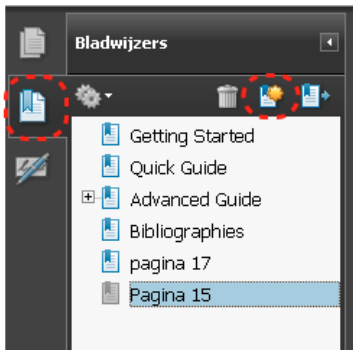 Bladwijzers
Getting Started
Quick Guide
Advanced Guide
Bibliographies
pagina 17
Pagina 15